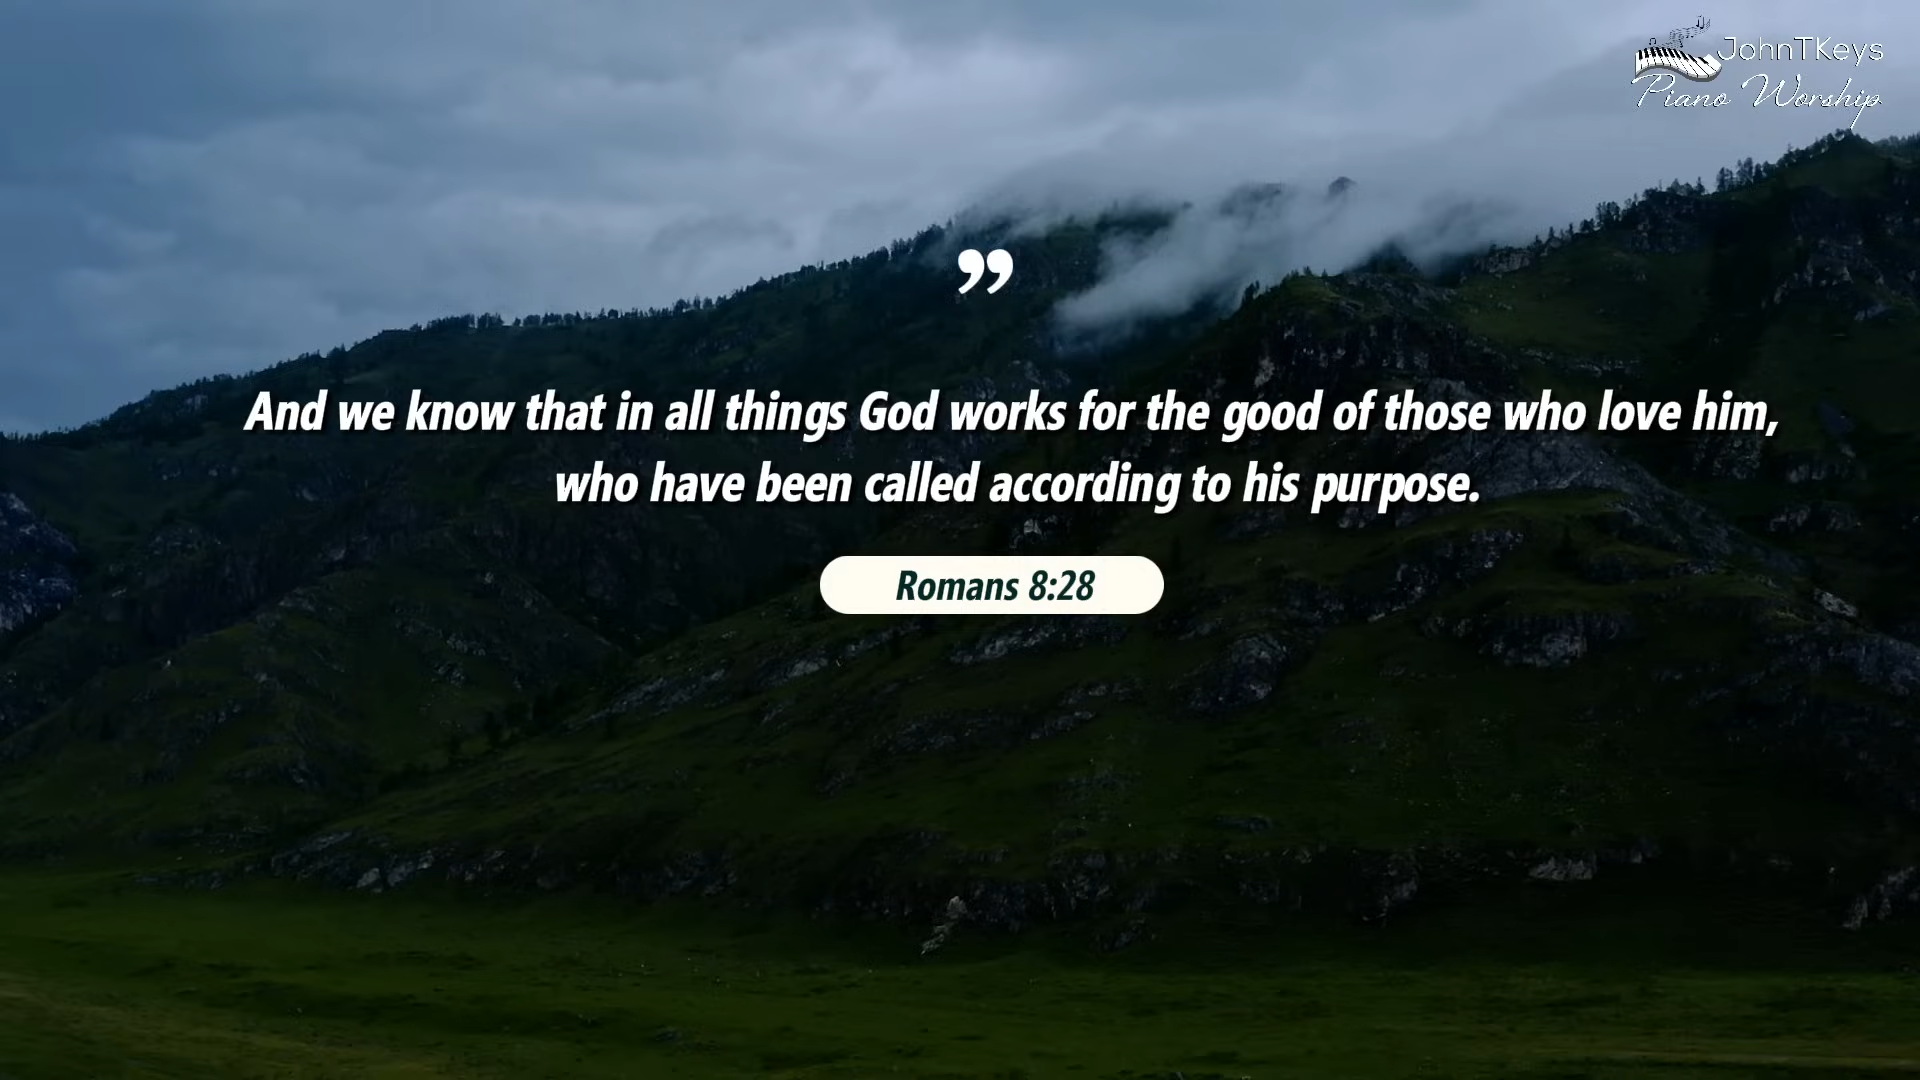 JohnTKeys
Piano Worship
”
And we know that in all things God works for the good of those who love him,
who have been called according to his purpose.
Romans 8:28